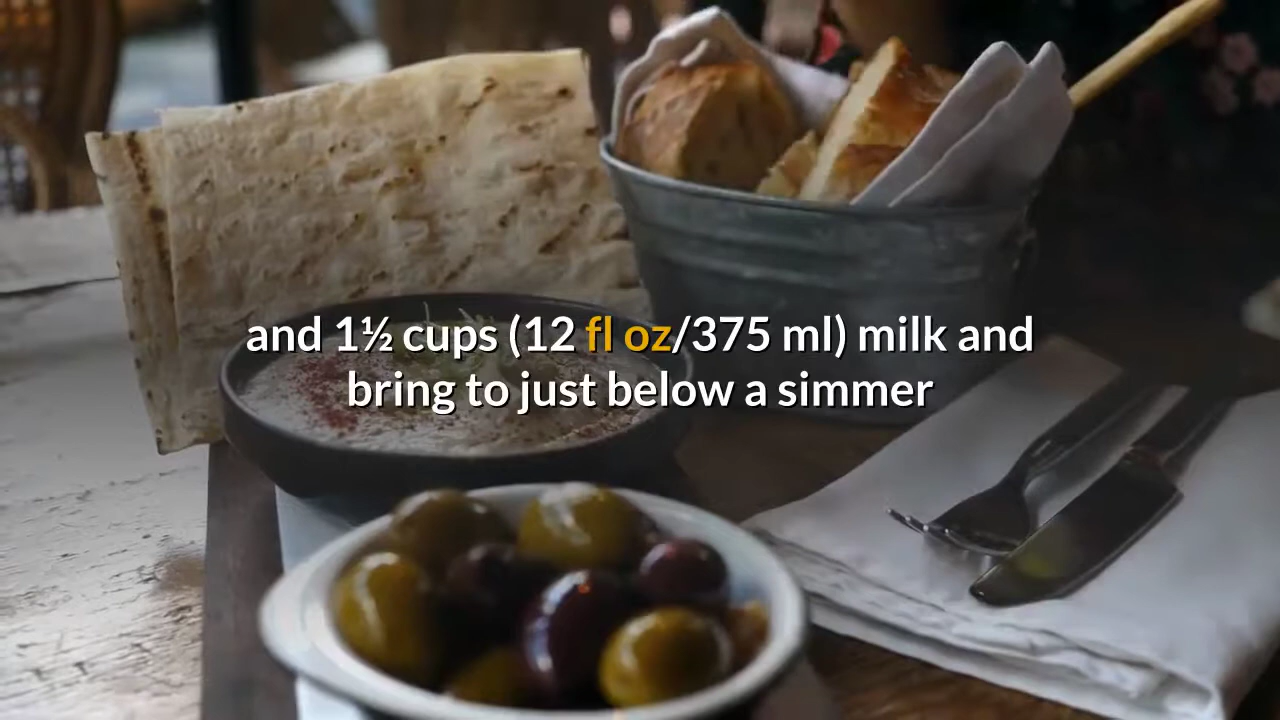 and 1½ cups (12 fl oz/375 ml) milk and
bring to just below a simmer